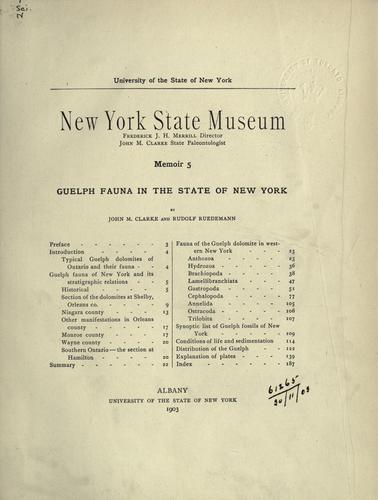 Sci
N
University of the State of New York
New York State Museum
FREDERICK J. H. MERRILL Director
JOHN M. CLARKE State Paleontologist
Memoir 5
GUELPH FAUNA IN THE STATE OF NEW YORK
BY
JOHN M. CLARKE AND RUDOLF RUEDEMANN
Preface - - - - - 3
Introduction - - - - - 4
Typical Guelph dolomites of
Ontario and their fauna - 4
Guelph fauna of New York and its
stratigraphic relations - - 5
Historical - - - - 5
Section of the dolomites at Shelby,
Orleans co. - - - - 9
Niagara county - - - 13
Other manifestations in Orleans
county - - - - 17
Monroe county - - - 17
Wayne county - - - 20
Southern Ontario—the section at
Hamilton - - - - 20
Summary - - - - - 22
Fauna of the Guelph dolomite in west-
ern New York - - - - 23
Anthozoa - - - - 23
Hydrozoa - - - - 36
Brachiopoda - - - - 38
Lamellibranchiata - - - 47
Gastropoda - - - - 51
Cephalopoda - - - - 77
Annelida - - - - 105
Ostracoda - - - - 106
Trilobita - - - - 107
Synoptic list of Guelph fossils of New
York - - - - 109
Conditions of life and sedimentation 114
Distribution of the Guelph - - 122
Explanation of plates - - - 139
Index - - - - - 187
ALBANY
UNIVERSITY OF THE STATE OF NEW YORK
1903
61265
30/11/03